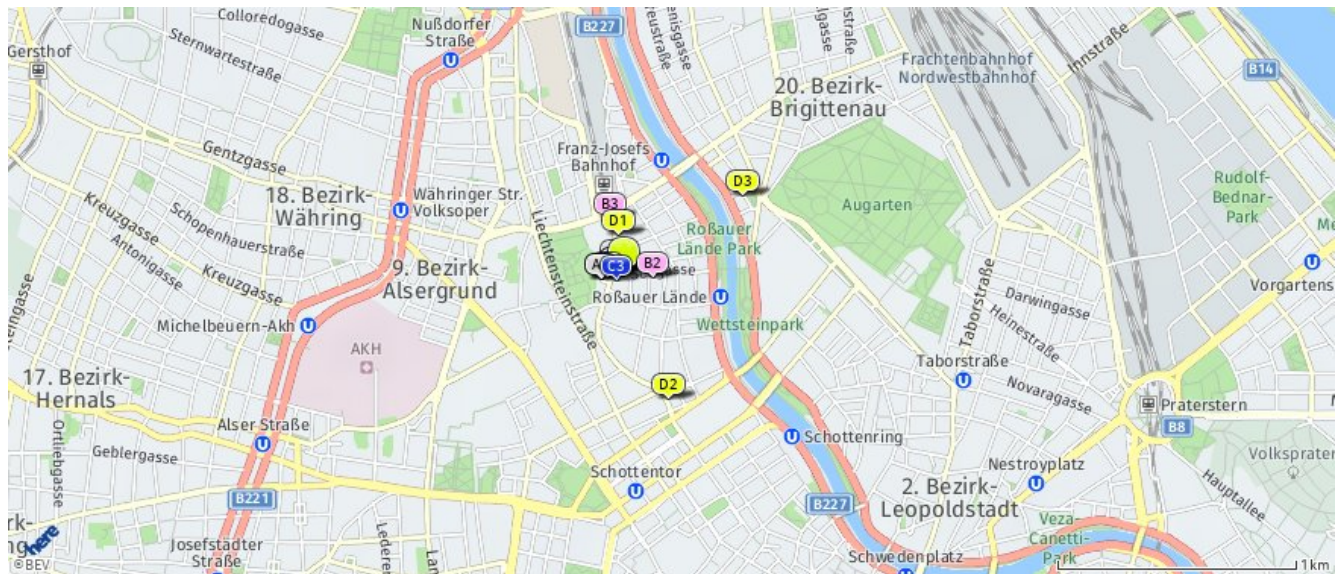 Colloredogasse
Nußdorfer
Straße
B227
Gersthof
Sternwartestraße
Frachtenbahnhof
Nordwestbahnhof
Innstraße
B14
20. Bezirk-
Brigittenau
Gentzgasse
Franz-Josefs
Bahnhof
U
D3
Rudolf-
Bednar-
Park
18. Bezirk-
Währing
Währinger Str.
Volksoper
B3
D1
Augarten
Kreuzgasse
Schopenhauerstraße
Antonigasse
Kreuzgasse
Liechtensteinstraße
Roßauer
Lände Park
9. Bezirk-
Alsergrund
C3
B2
Roßauer Lände
Vorgartens
Michelbeuern-Akh
Wettsteinpark
Taborstraße
Darwingasse
Heinestraße
AKH
Taborstraße
17. Bezirk-
Hernals
D2
Novaragasse
Praterstern
B8
Ortliebgasse
Alser Straße
Geblergasse
Schottenring
Schottentor
Nestroyplatz
Volksprater
Hauptallee
B221
B227
2. Bezirk-
Leopoldstadt
Veza-
Canetti-
Park
here
©BEV
Josefstädter
Straße
Schwedenplatz
1km